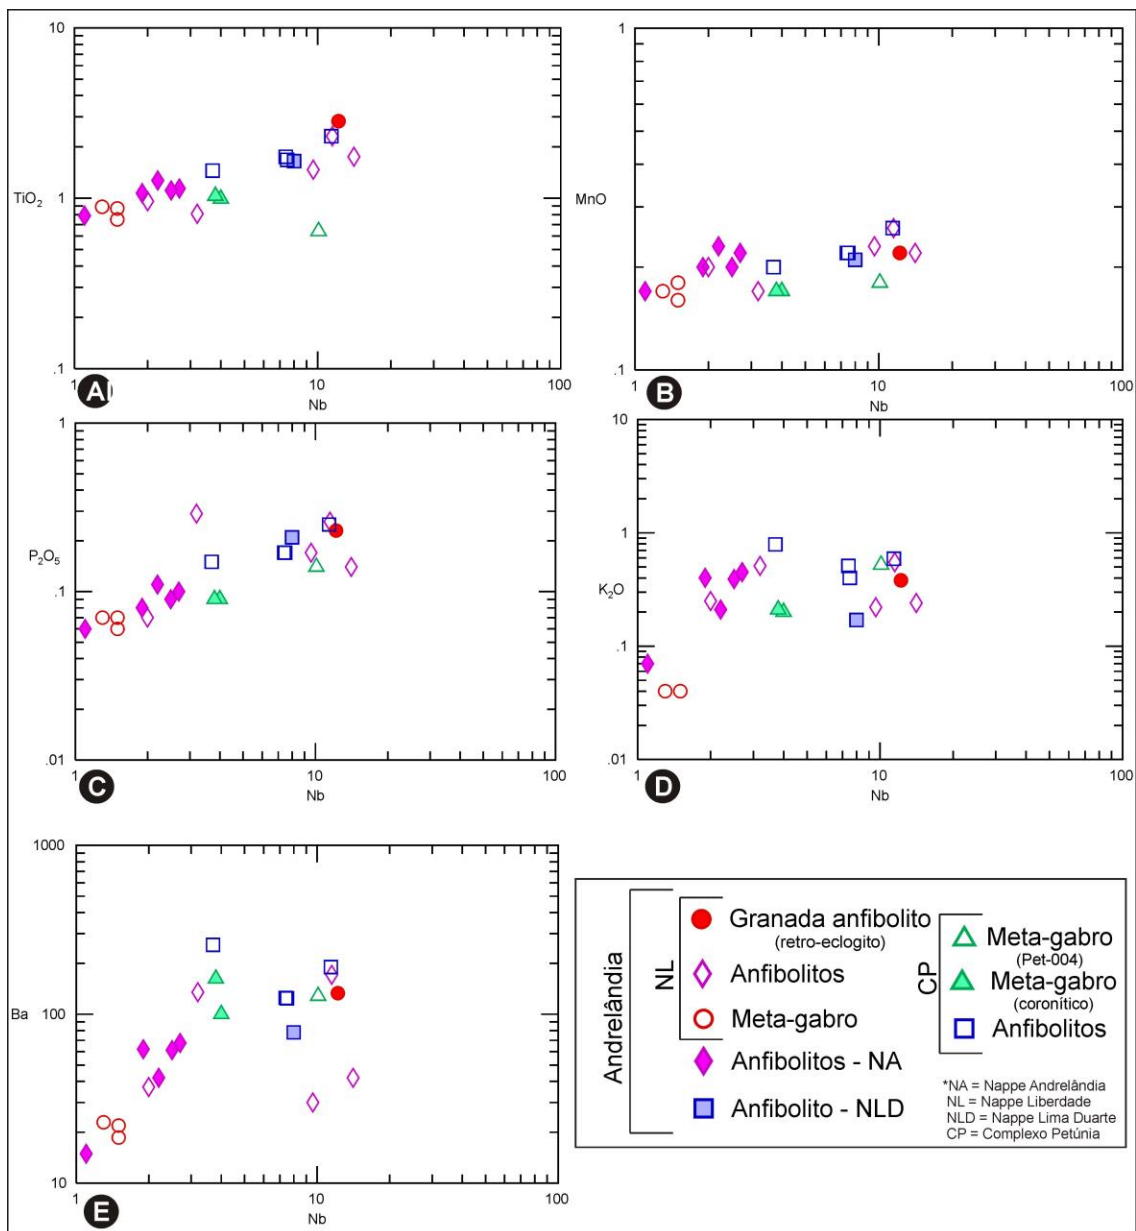 10
TiO2
1
.1
1
10
100
Nb
A
1
MnO
.1
1
10
100
Nb
B
1
P2O5
.1
.01
1
10
100
Nb
C
10
1
K2O
.1
.01
1
10
100
Nb
D
1000
100
Ba
10
1
10
100
Nb
E
Andrelândia
NL
Granada anfibolito
(retro-eclogito)
Anfibolitos
Meta-gabro
Anfibolitos - NA
Anfibolito - NLD
CP
Meta-gabro
(Pet-004)
Meta-gabro
(coronítico)
Anfibolitos
*NA = Nappe Andrelândia
NL = Nappe Liberdade
NLD = Nappe Lima Duarte
CP = Complexo Petúnia